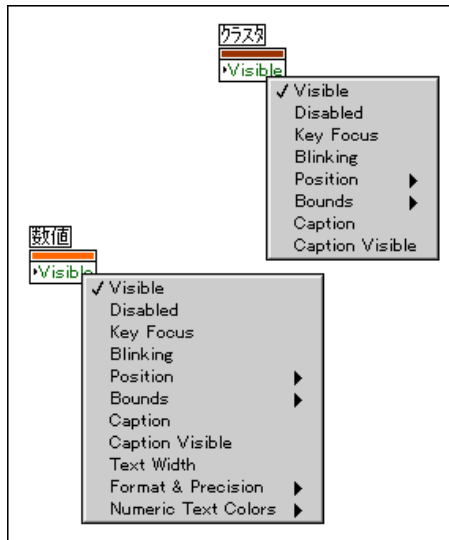 クラスタ
Visible
Visible
Disabled
Key Focus
Blinking
Position
Bounds
Caption
Caption Visible
数値
Visible
Visible
Disabled
Key Focus
Blinking
Position
Bounds
Caption
Caption Visible
Text Width
Format & Precision
Numeric Text Colors